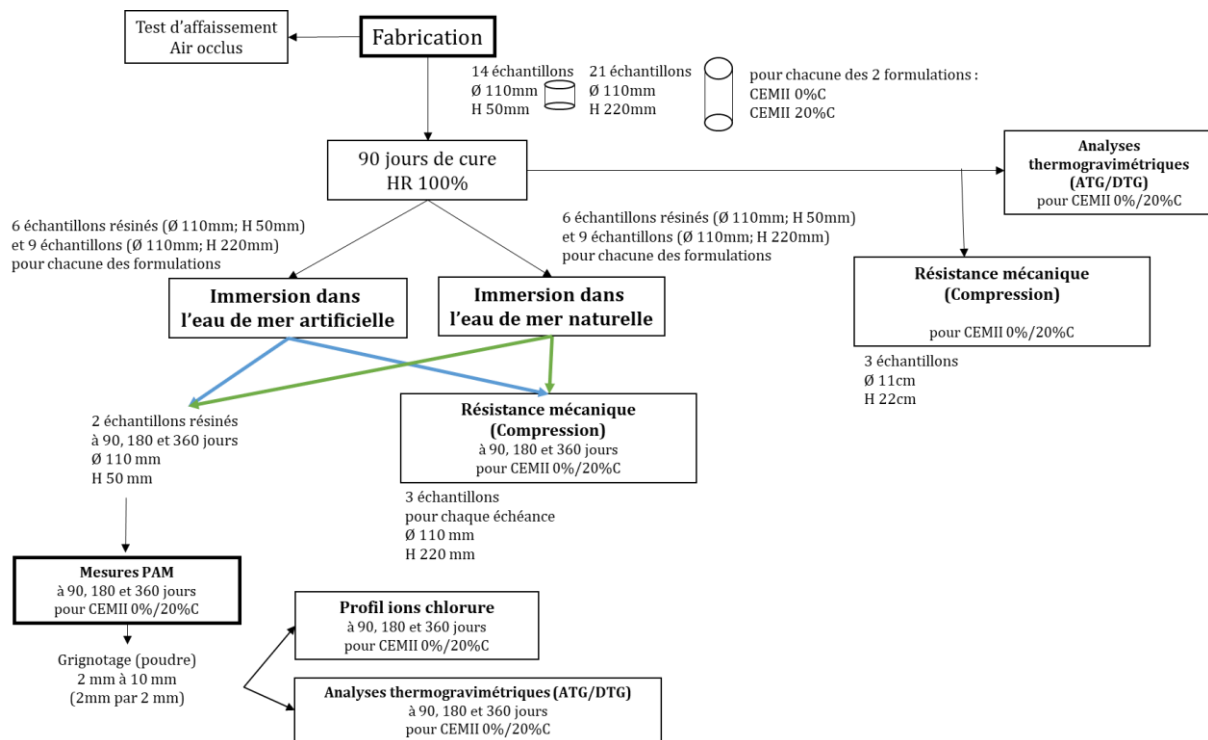 Test d'affaissement
Air occlus
Fabrication
14 échantillons
Ø 110mm
H 50mm
21 échantillons
Ø 110mm
H 220mm
pour chacune des 2 formulations :
CEMII 0%C
CEMII 20%C
90 jours de cure
HR 100%
Analyses
thermogravimétriques
(ATG/DTG)
pour CEMII 0%/20%C
6 échantillons résinés (Ø 110mm; H 50mm)
et 9 échantillons (Ø 110mm; H 220mm)
pour chacune des formulations
6 échantillons résinés (Ø 110mm; H 50mm)
et 9 échantillons (Ø 110mm; H 220mm)
pour chacune des formulations
Immersion dans
l'eau de mer artificielle
Immersion dans
l'eau de mer naturelle
Résistance mécanique
(Compression)
pour CEMII 0%/20%C
3 échantillons
Ø 11cm
H 22cm
2 échantillons résinés
à 90, 180 et 360 jours
Ø 110 mm
H 50 mm
Résistance mécanique
(Compression)
à 90, 180 et 360 jours
pour CEMII 0%/20%C
3 échantillons
pour chaque échéance
Ø 110 mm
H 220 mm
Mesures PAM
à 90, 180 et 360 jours
pour CEMII 0%/20%C
Grignotage (poudre)
2 mm à 10 mm
(2mm par 2 mm)
Profil ions chlorure
à 90, 180 et 360 jours
pour CEMII 0%/20%C
Analyses thermogravimétriques (ATG/DTG)
à 90, 180 et 360 jours
pour CEMII 0%/20%C